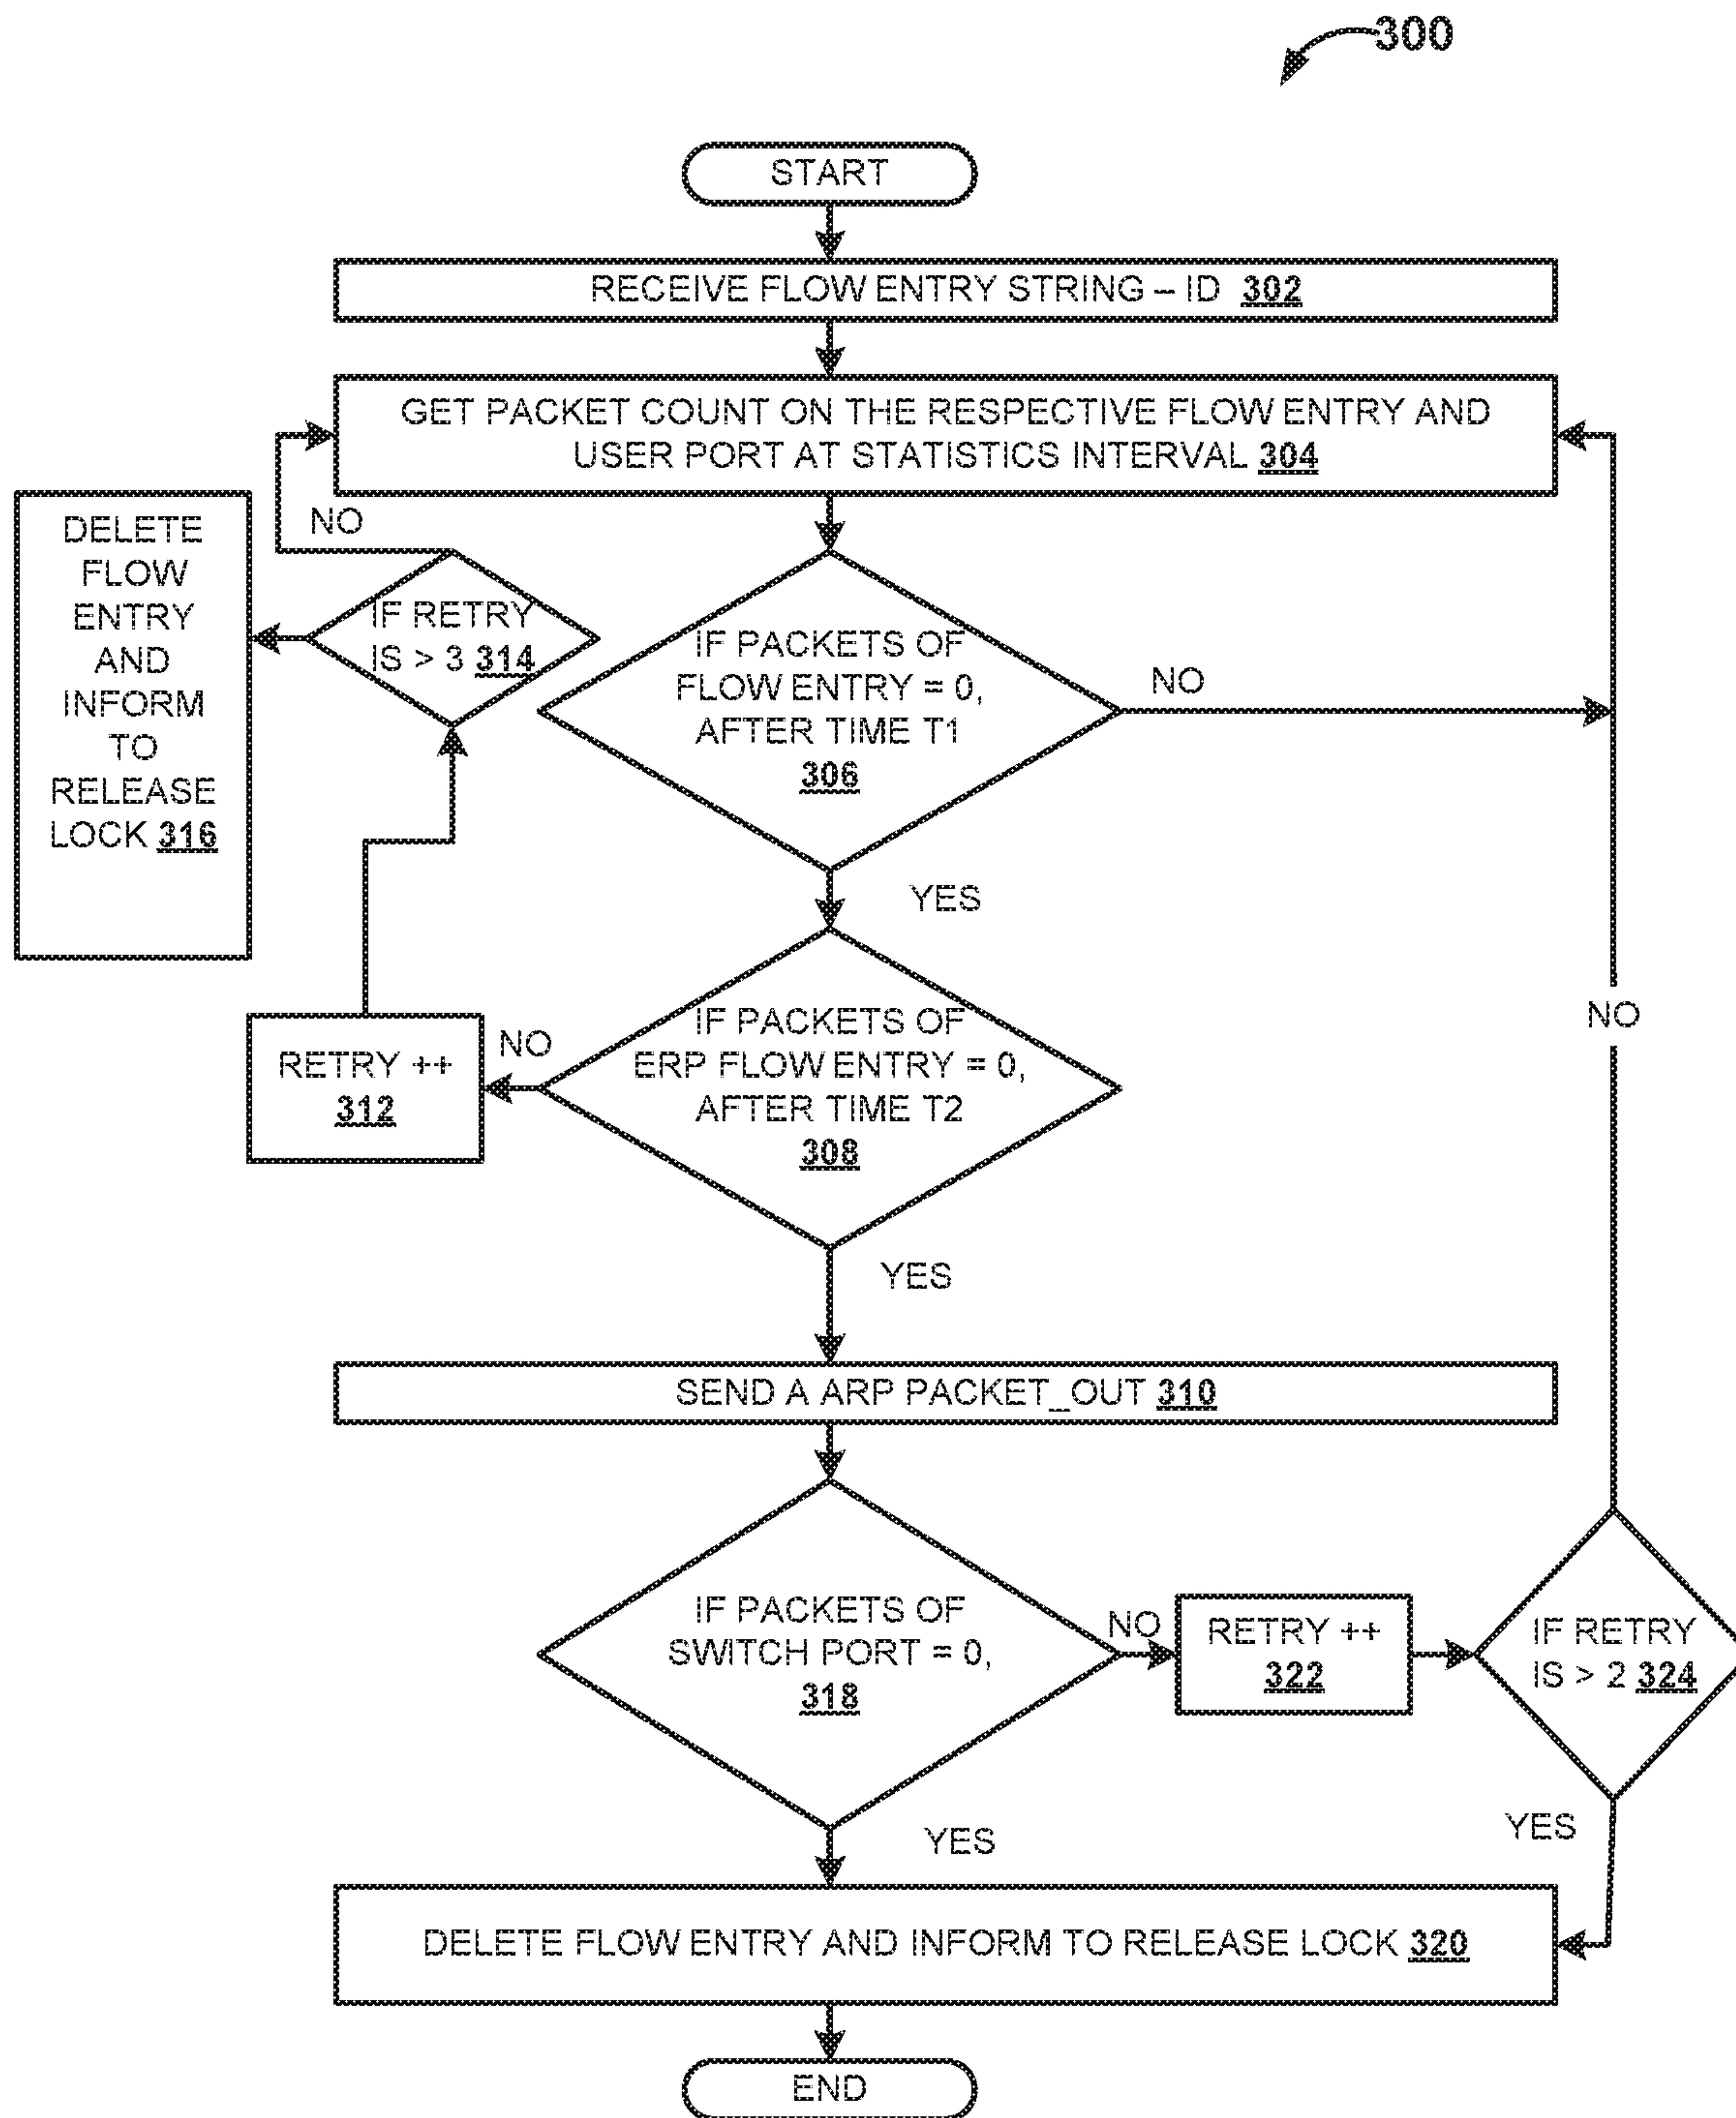 300
START
RECEIVE FLOW ENTRY STRING – ID 302
GET PACKET COUNT ON THE RESPECTIVE FLOW ENTRY AND
USER PORT AT STATISTICS INTERVAL 304
NO
DELETE
FLOW
ENTRY
AND
INFORM
TO
RELEASE
LOCK 316
IF RETRY
IS > 3 314
IF PACKETS OF
FLOW ENTRY = 0,
AFTER TIME T1
306
NO
YES
IF PACKETS OF
ERP FLOW ENTRY = 0,
AFTER TIME T2
308
NO
RETRY ++
312
NO
YES
SEND A ARP PACKET_OUT 310
IF PACKETS OF
SWITCH PORT = 0,
318
NO
RETRY ++
322
IF RETRY
IS > 2 324
YES
YES
DELETE FLOW ENTRY AND INFORM TO RELEASE LOCK 320
END